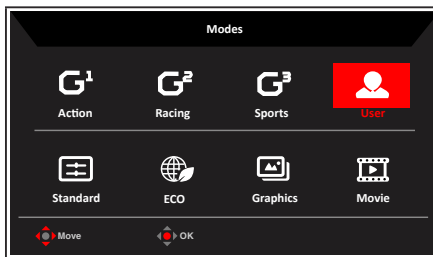 Modes
G1 G2 G3
Action Racing Sports User
Standard ECO Graphics Movie
Move OK